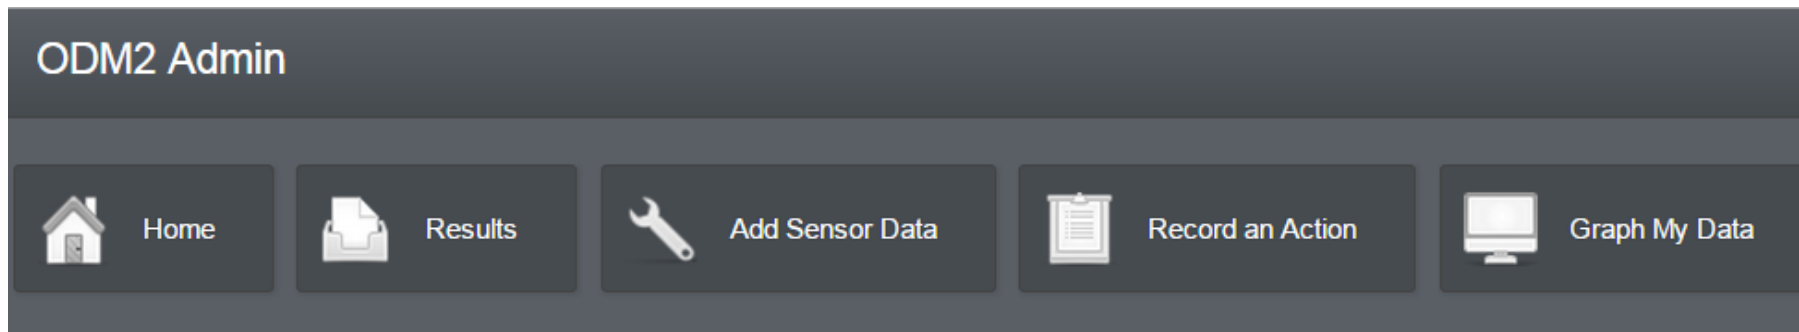 ODM2 Admin
Home
Results
Add Sensor Data
Record an Action
Graph My Data